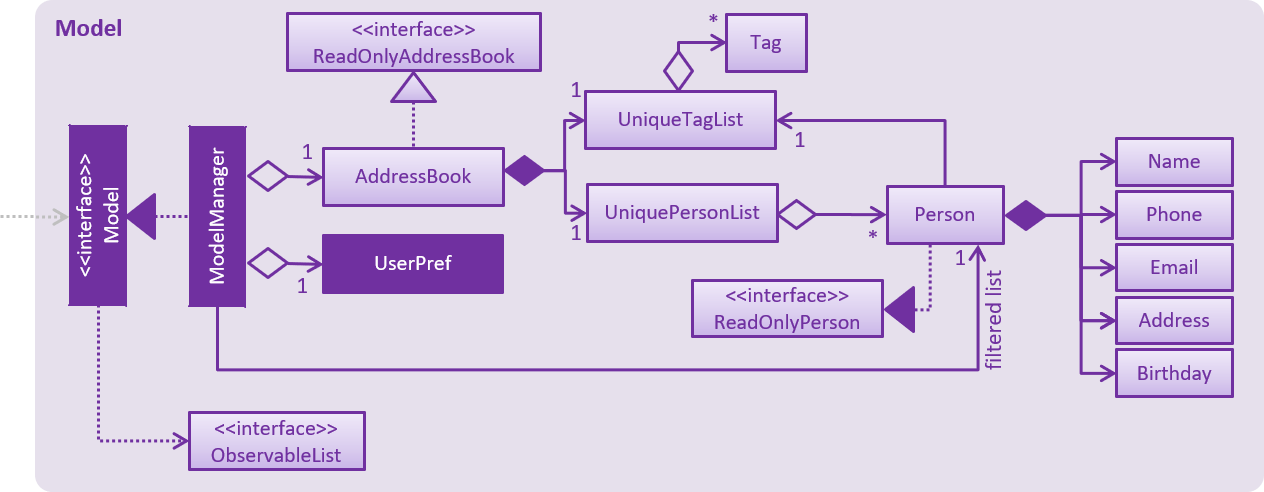 Model
<<interface>>
ReadOnlyAddressBook
*
Tag
1
UniqueTagList
1
<<interface>>
Model
ModelManager
1
AddressBook
UniquePersonList
1
*
Person
1
filtered list
Name
Phone
Email
Address
Birthday
1
UserPref
<<interface>>
ReadOnlyPerson
<<interface>>
ObservableList